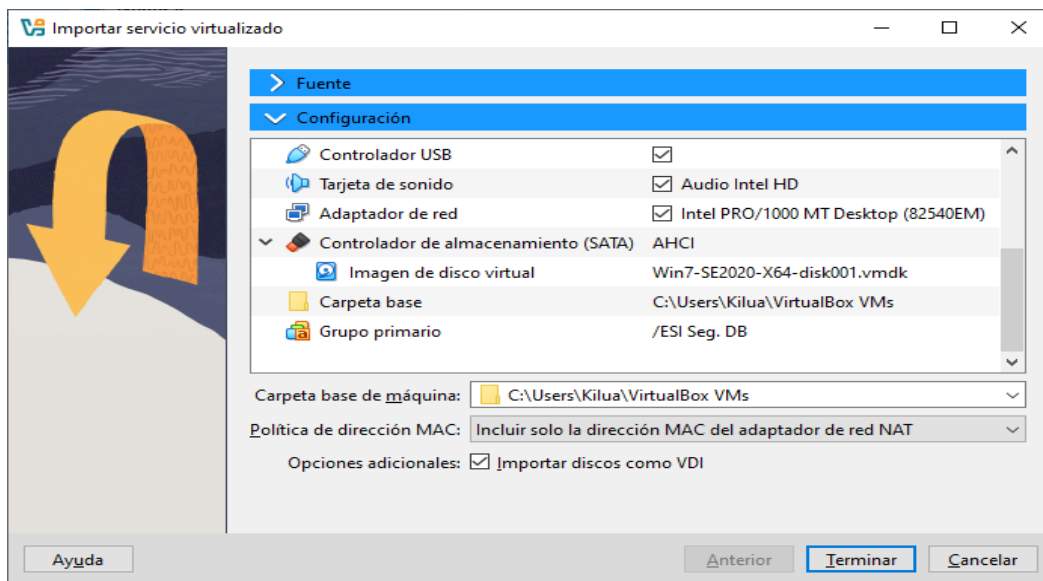 Importar servicio virtualizado
Fuente
Configuración
Controlador USB
Tarjeta de sonido Audio Intel HD
Adaptador de red Intel PRO/1000 MT Desktop (82540EM)
Controlador de almacenamiento (SATA) AHCI
Imagen de disco virtual Win7-SE2020-X64-disk001.vmdk
Carpeta base C:\Users\Kilua\VirtualBox VMs
Grupo primario /ESI Seg. DB
Carpeta base de máquina: C:\Users\Kilua\VirtualBox VMs
Política de dirección MAC: Incluir solo la dirección MAC del adaptador de red NAT
Opciones adicionales: Importar discos como VDI
Ayuda Anterior Terminar Cancelar